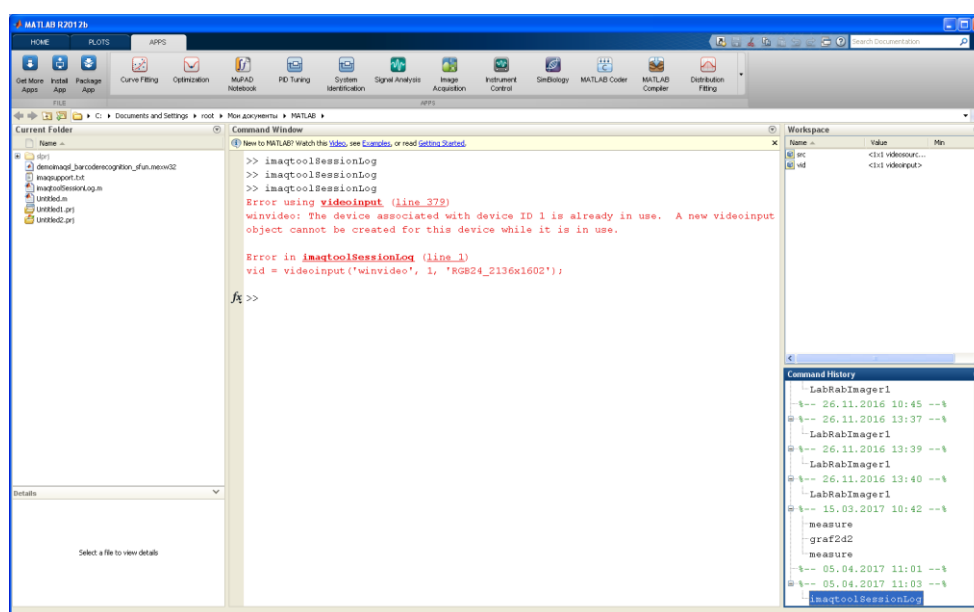 MATLAB R2012b
HOME PLOTS APPS
Search Documentation
Get More Apps
Install App
Package App
Curve Fitting
Optimization
MuPAD Notebook
PID Tuning
System Identification
Signal Analysis
Image Acquisition
Instrument Control
SimBiology
MATLAB Coder
MATLAB Compiler
Distribution Fitting
FILE
APPS
C: Documents and Settings root Мои документы MATLAB
Current Folder
Name
slprj
demoimaqsl_barcoderecognition_sfun.mexw32
imaqsupport.txt
imaqtoolSessionLog.m
Untitled.m
Untitled1.prj
Untitled2.prj
Details
Select a file to view details
Command Window
New to MATLAB? Watch this Video, see Examples, or read Getting Started.
>> imaqtoolSessionLog
>> imaqtoolSessionLog
>> imaqtoolSessionLog
Error using videoinput (line 379)
winvideo: The device associated with device ID 1 is already in use.  A new videoinput
object cannot be created for this device while it is in use.
Error in imaqtoolSessionLog (line 1)
vid = videoinput('winvideo', 1, 'RGB24_2136x1602');
fx >>
Workspace
Name Value Min
src <1x1 videosourc...
vid <1x1 videoinput>
Command History
LabRabImager1
%-- 26.11.2016 10:45 --%
%-- 26.11.2016 13:37 --%
LabRabImager1
%-- 26.11.2016 13:39 --%
LabRabImager1
%-- 26.11.2016 13:40 --%
LabRabImager1
%-- 15.03.2017 10:42 --%
measure
graf2d2
measure
%-- 05.04.2017 11:01 --%
%-- 05.04.2017 11:03 --%
imaqtoolSessionLog